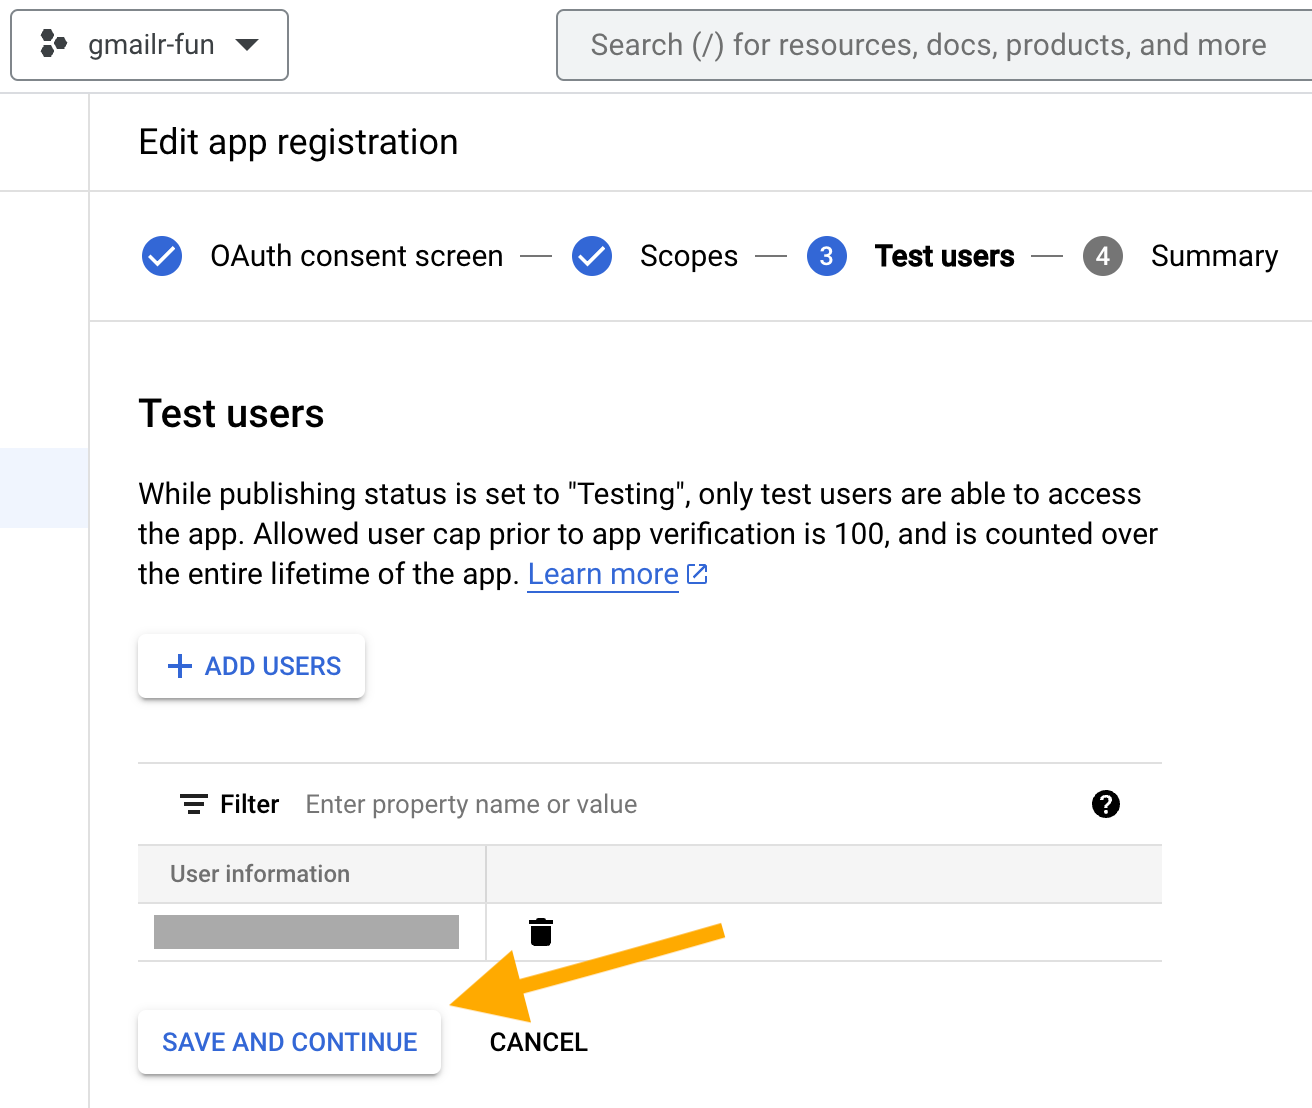 gmailr-fun
Search (/) for resources, docs, products, and more
Edit app registration
OAuth consent screen — Scopes — 3 Test users — 4 Summary
Test users
While publishing status is set to "Testing", only test users are able to access
the app. Allowed user cap prior to app verification is 100, and is counted over
the entire lifetime of the app. Learn more
ADD USERS
Filter Enter property name or value
User information
SAVE AND CONTINUE CANCEL